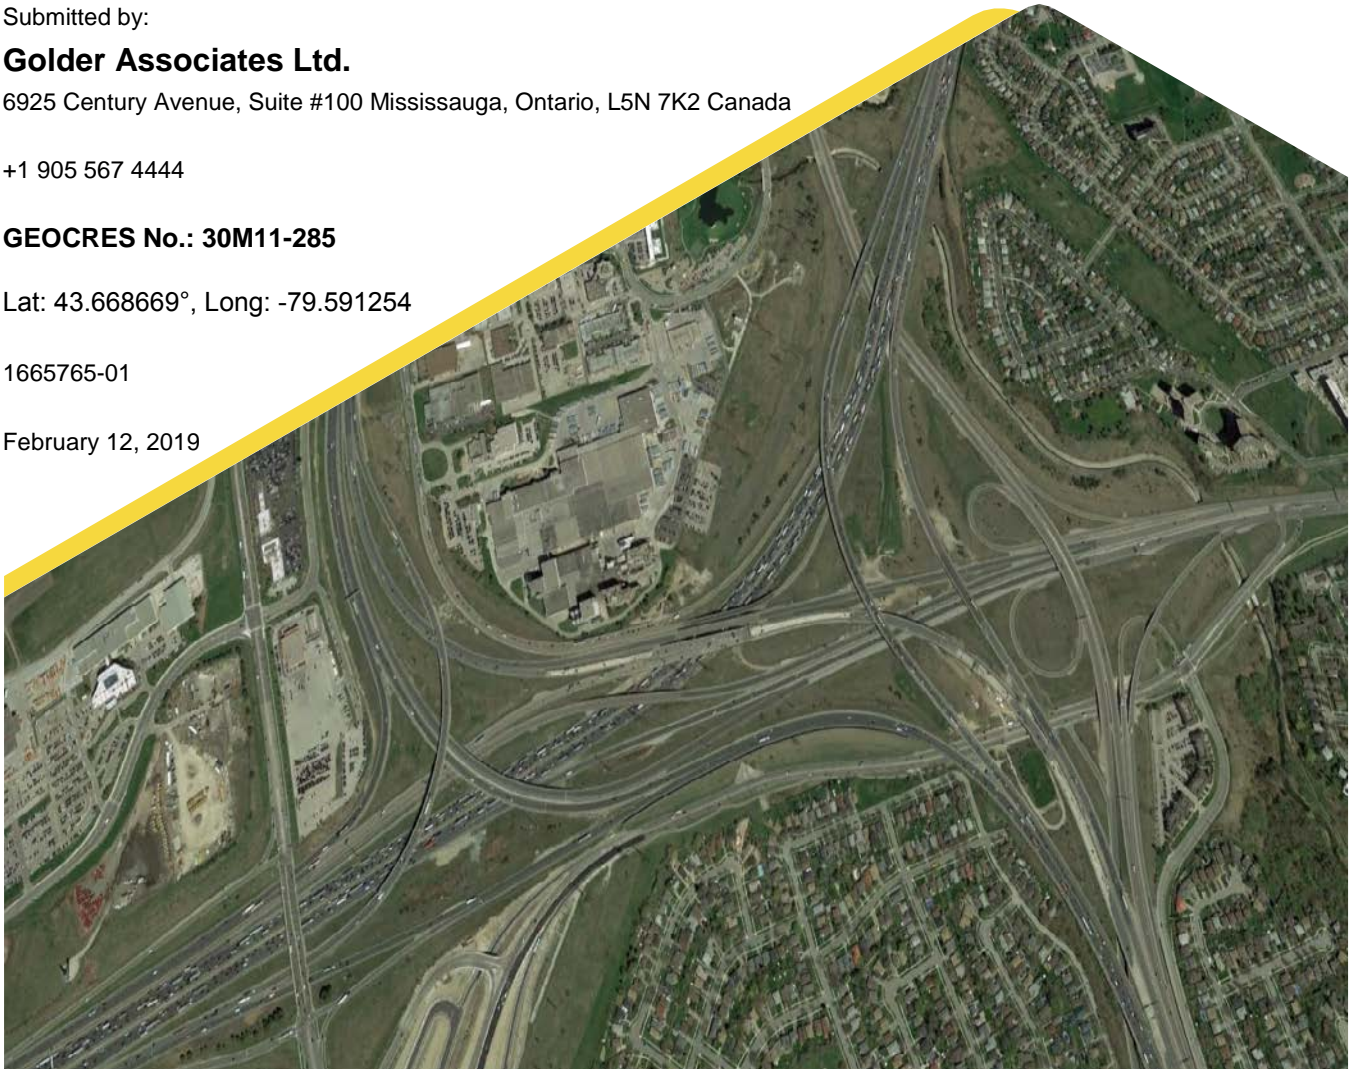 Submitted by:
Golder Associates Ltd.
6925 Century Avenue, Suite #100 Mississauga, Ontario, L5N 7K2 Canada
+1 905 567 4444
GEOCRES No.: 30M11-285
Lat: 43.668669°, Long: -79.591254
1665765-01
February 12, 2019